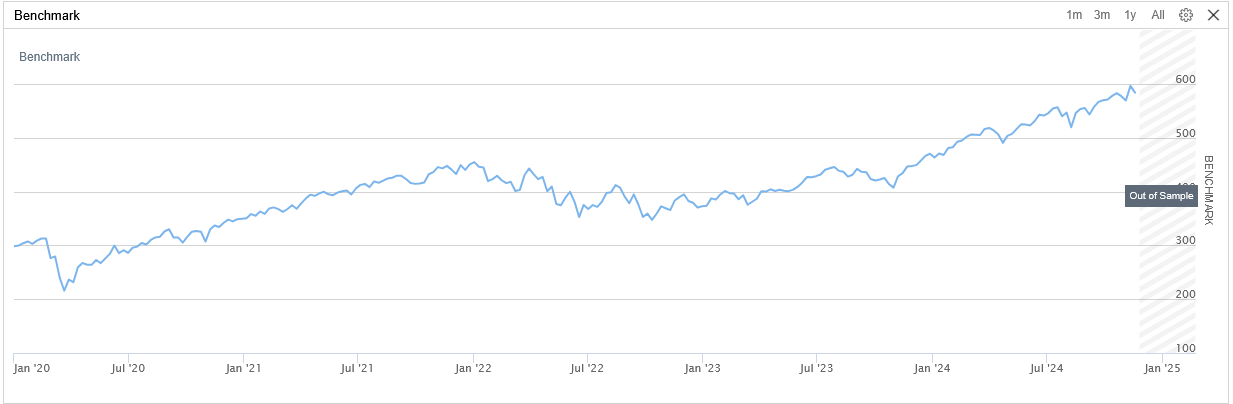 Benchmark
1m 3m 1y All
Benchmark
600
500
300
200
100
BENCHMARK
Out of Sample
Jan '20 Jul '20 Jan '21 Jul '21 Jan '22 Jul '22 Jan '23 Jul '23 Jan '24 Jul '24 Jan '25